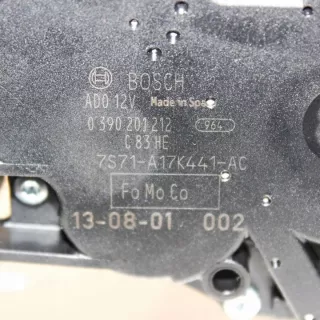 BOSCH
ADO 12V Made in Spain
0 390 201 212 964
C 83 HE
7S71-A17K441-AC
FoMoCo
13-08-01 002